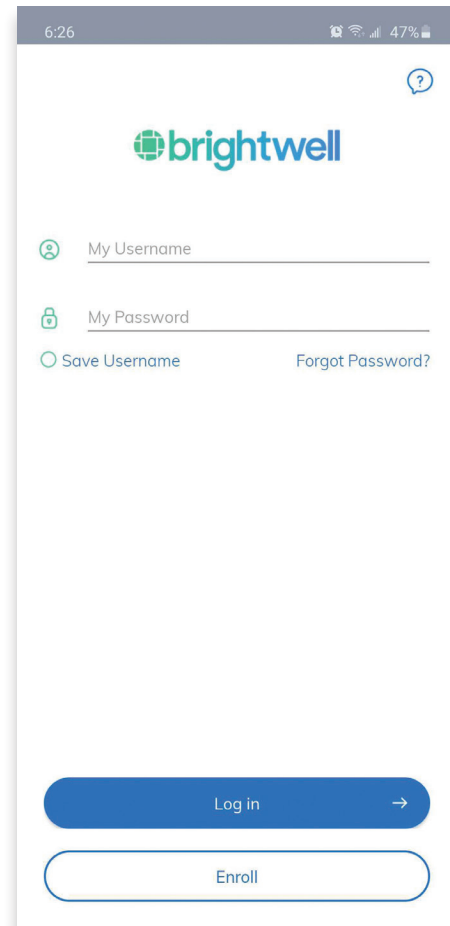 6:26 47%
?
brightwell
My Username
My Password
Save Username Forgot Password?
Log in →
Enroll